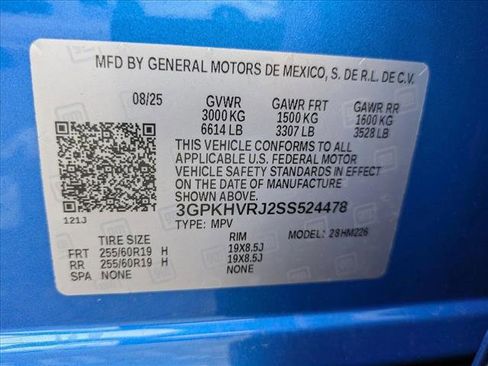 MFD BY GENERAL MOTORS DE MEXICO, S. DE R.L. DE C.V.
08/25 GVWR GAWR FRT GAWR RR
3000 KG 1500 KG 1600 KG
6614 LB 3307 LB 3528 LB
THIS VEHICLE CONFORMS TO ALL
APPLICABLE U.S. FEDERAL MOTOR
VEHICLE SAFETY STANDARDS IN EFFECT
ON THE DATE OF MANUFACTURE
SHOWN ABOVE.
121J
3GPKHVRJ2SS524478
TYPE: MPV MODEL: 28HM226
TIRE SIZE RIM
FRT 255/60R19 H 19X8.5J
RR 255/60R19 H 19X8.5J
SPA NONE NONE